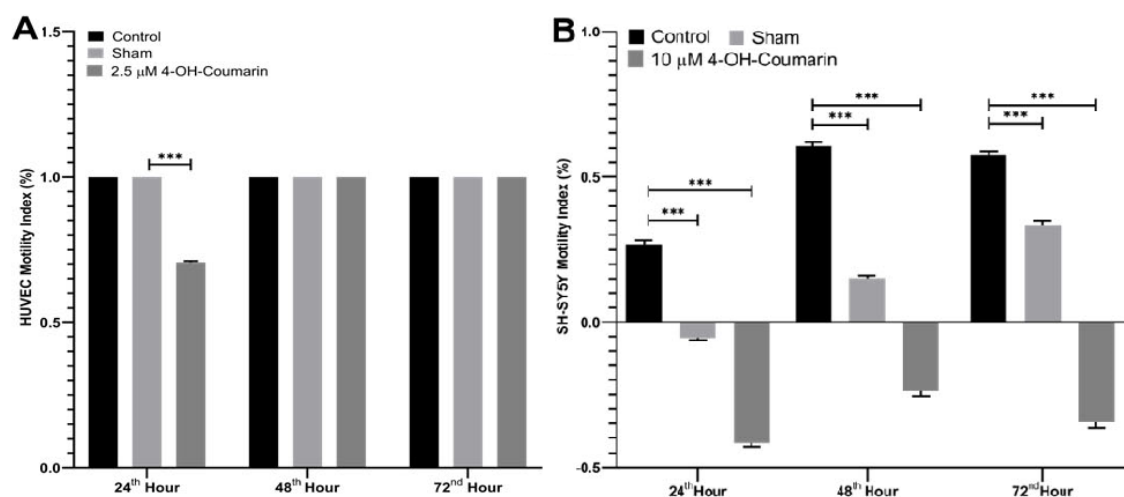 A
HUVEC Motility Index (%)
1.5
1.0
0.5
0.0
Control
Sham
2.5 μM 4-OH-Coumarin
***
24th Hour
48th Hour
72nd Hour
B
SH-SY5Y Motility Index (%)
1.0
0.5
0.0
-0.5
Control Sham
10 μM 4-OH-Coumarin
***
***
***
***
***
***
24th Hour
48th Hour
72nd Hour